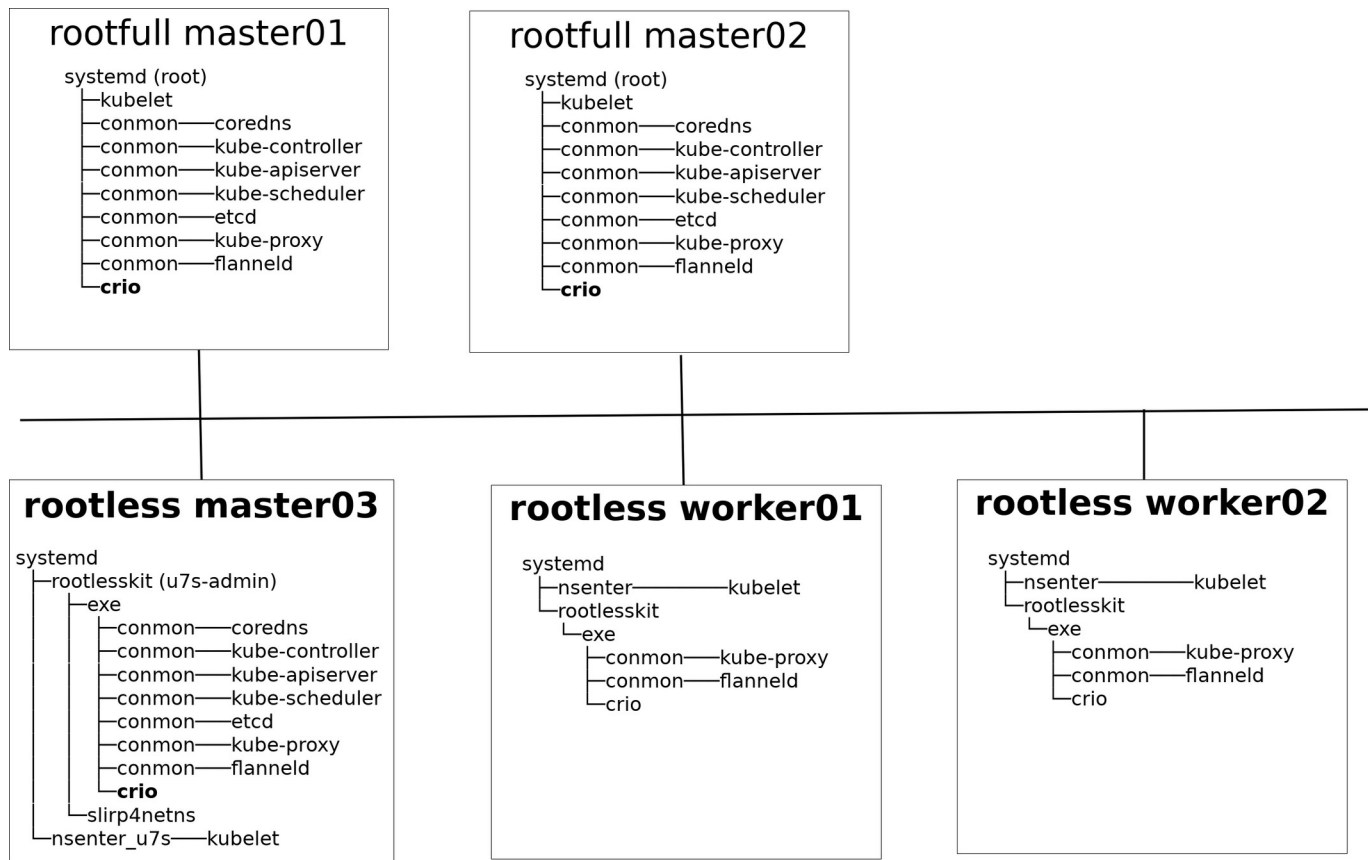 rootfull master01
systemd (root)
kubelet
conmon coredns
conmon kube-controller
conmon kube-apiserver
conmon kube-scheduler
conmon etcd
conmon kube-proxy
conmon flanneld
crio
rootfull master02
systemd (root)
kubelet
conmon coredns
conmon kube-controller
conmon kube-apiserver
conmon kube-scheduler
conmon etcd
conmon kube-proxy
conmon flanneld
crio
rootless master03
systemd
rootlesskit (u7s-admin)
exe
conmon coredns
conmon kube-controller
conmon kube-apiserver
conmon kube-scheduler
conmon etcd
conmon kube-proxy
conmon flanneld
crio
slirp4netns
nsenter_u7s kubelet
rootless worker01
systemd
nsenter kubelet
rootlesskit
exe
conmon kube-proxy
conmon flanneld
crio
rootless worker02
systemd
nsenter kubelet
rootlesskit
exe
conmon kube-proxy
conmon flanneld
crio